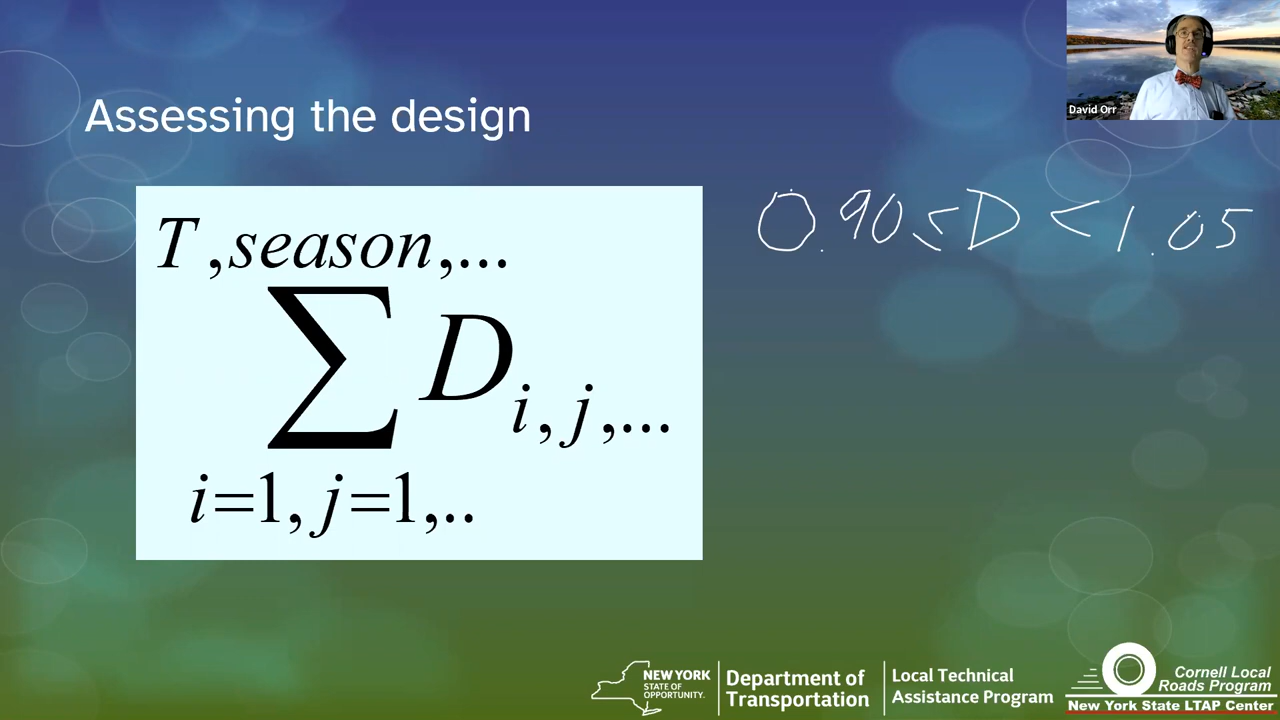 David Orr
Assessing the design
T,season,...
∑ D i,j,...
i=1,j=1,..
0.90≤D<1.05
NEW YORK
STATE OF
OPPORTUNITY.
Department of
Transportation
Local Technical
Assistance Program
Cornell Local
Roads Program
New York State LTAP Center